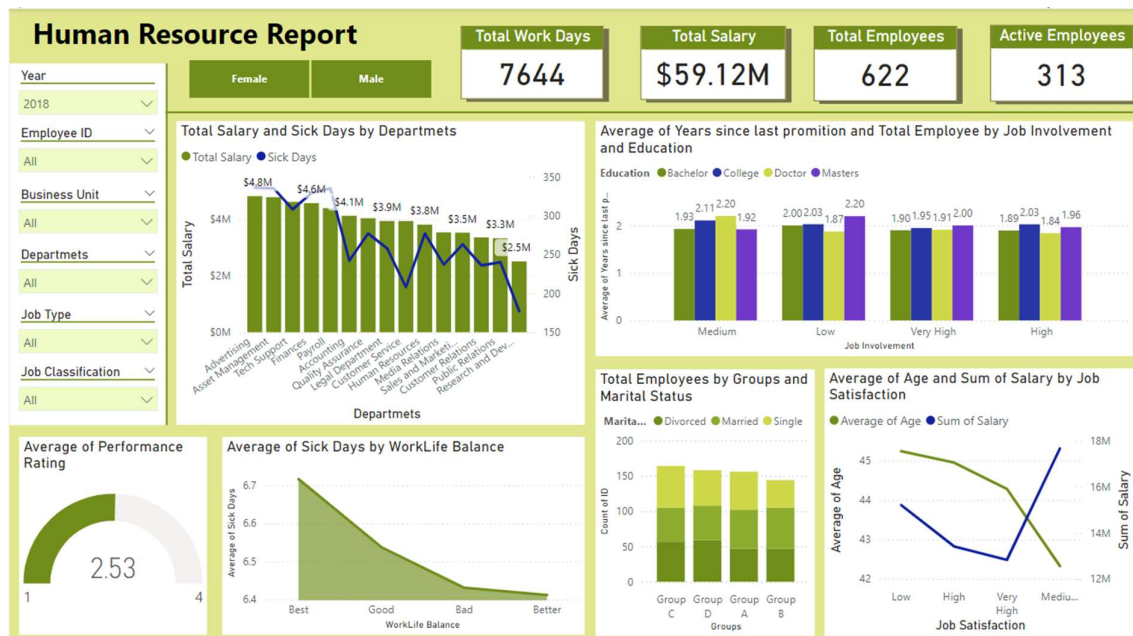 Human Resource Report
Female
Male
Total Work Days
7644
Total Salary
$59.12M
Total Employees
622
Active Employees
313
Year
2018
Employee ID
All
Business Unit
All
Departmets
All
Job Type
All
Job Classification
All
Total Salary and Sick Days by Departmets
Total Salary Sick Days
$4.8M $4.6M $4.1M $3.9M $3.8M $3.5M $3.3M $2.5M
$4M
$2M
$0M
Total Salary
350
300
250
200
150
Sick Days
Advertising
Asset Management
Tech Support
Finances
Payroll
Accounting
Quality Assurance
Legal Department
Customer Service
Human Resources
Media Relations
Sales and Marketi...
Customer Relations
Public Relations
Research and Dev...
Departmets
Average of Years since last promition and Total Employee by Job Involvement
and Education
Education Bachelor College Doctor Masters
Average of Years since last p...
2
1
0
1.93 2.11 2.20 1.92
2.00 2.03 1.87 2.20
1.90 1.95 1.91 2.00
1.89 2.03 1.84 1.96
Medium Low Very High High
Job Involvement
Average of Performance
Rating
2.53
1 4
Average of Sick Days by WorkLife Balance
Average of Sick Days
6.7
6.6
6.5
6.4
Best Good Bad Better
WorkLife Balance
Total Employees by Groups and
Marital Status
Marita... Divorced Married Single
Count of ID
200
150
100
50
0
Group C
Group D
Group A
Group B
Groups
Average of Age and Sum of Salary by Job
Satisfaction
Average of Age Sum of Salary
Average of Age
45
44
43
42
18M
16M
14M
12M
Sum of Salary
Low High Very High Mediu...
Job Satisfaction